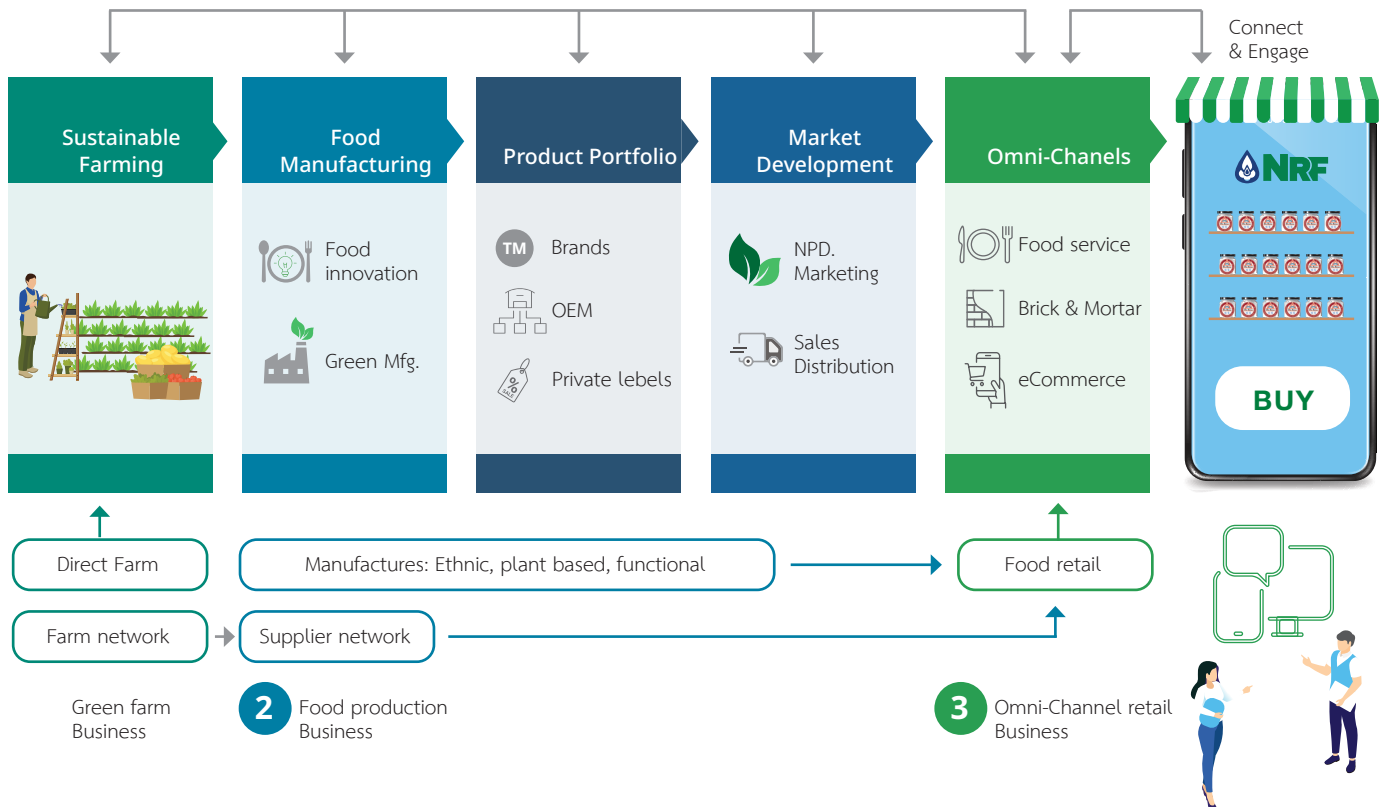 Connect
& Engage
Sustainable
Farming
Food
Manufacturing
Product Portfolio
Market
Development
Omni-Chanels
NRF
Food
innovation
Green Mfg.
TM
Brands
OEM
SALE
%
Private lebels
NPD.
Marketing
Sales
Distribution
Food service
Brick & Mortar
eCommerce
BUY
Direct Farm
Manufactures: Ethnic, plant based, functional
Food retail
Farm network
Supplier network
Green farm
Business
2
Food production
Business
3
Omni-Channel retail
Business